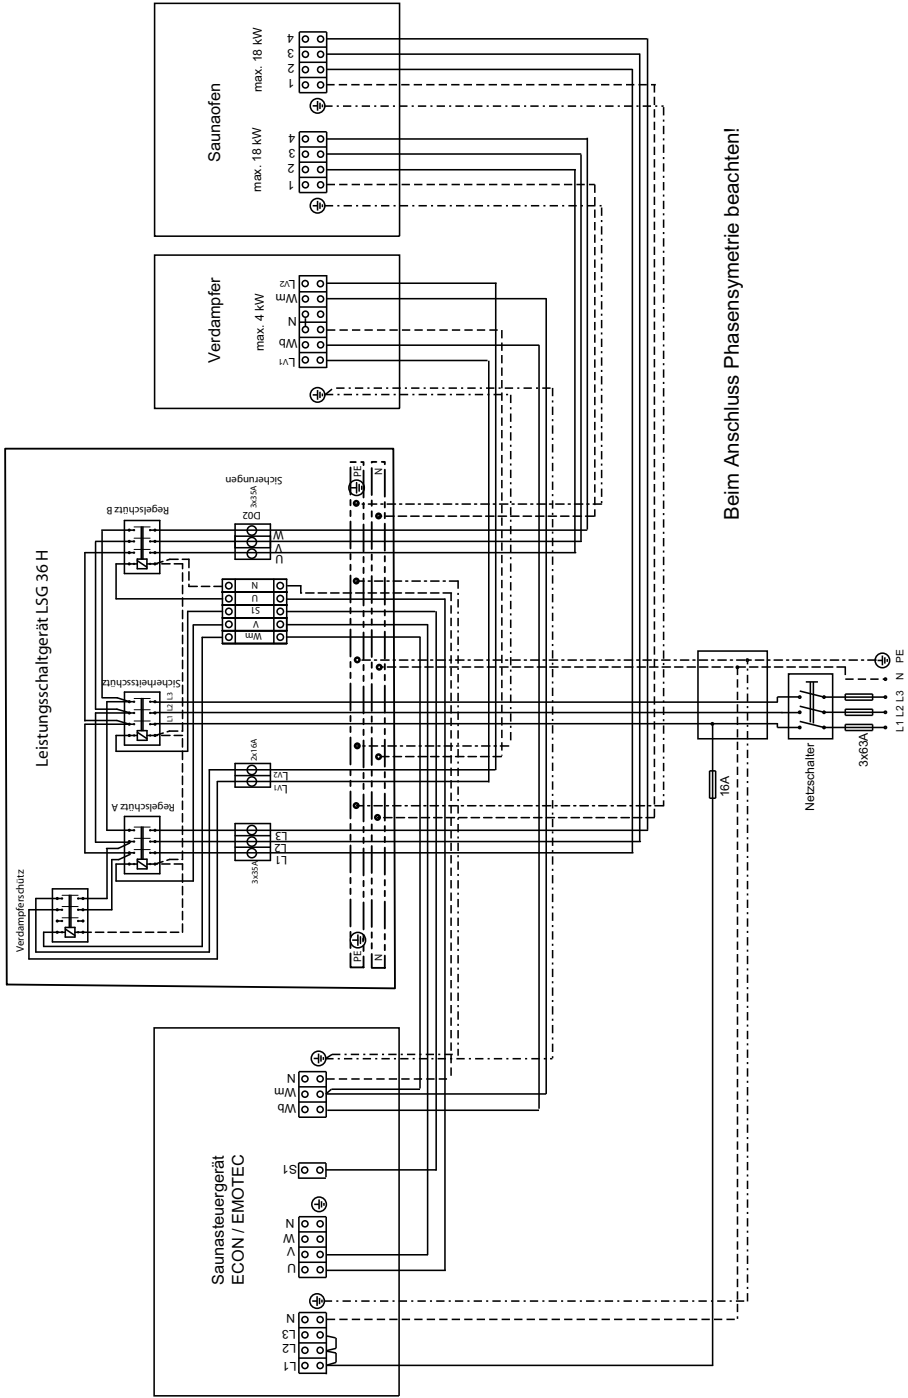 Saunaofen
max. 18 kW
4
3
2
1
max. 18 kW
4
3
2
1
Verdampfer
max. 4 kW
LV2
Wm
N
Wb
LV1
Beim Anschluss Phasensymetrie beachten!
Leistungsschaltgerät LSG 36 H
Regelschütz B
Sicherungen
3x35A
D02
W
V
U
PE
N
N
U
S1
V
Wm
Sicherheitsschütz
L1 L2 L3
2x16A
LV2
LV1
Regelschütz A
3x35A
L3
L2
L1
Verdampferschütz
PE
N
Saunasteuergerät
ECON / EMOTEC
N
Wm
Wb
S1
N
W
V
U
N
L3
L2
L1
16A
Netzschalter
3x63A
L1 L2 L3 N PE